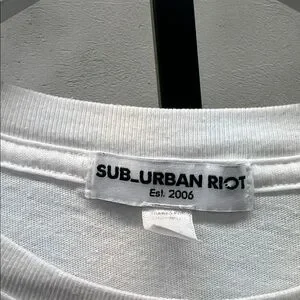 SUB_URBAN RIOT
Est. 2006